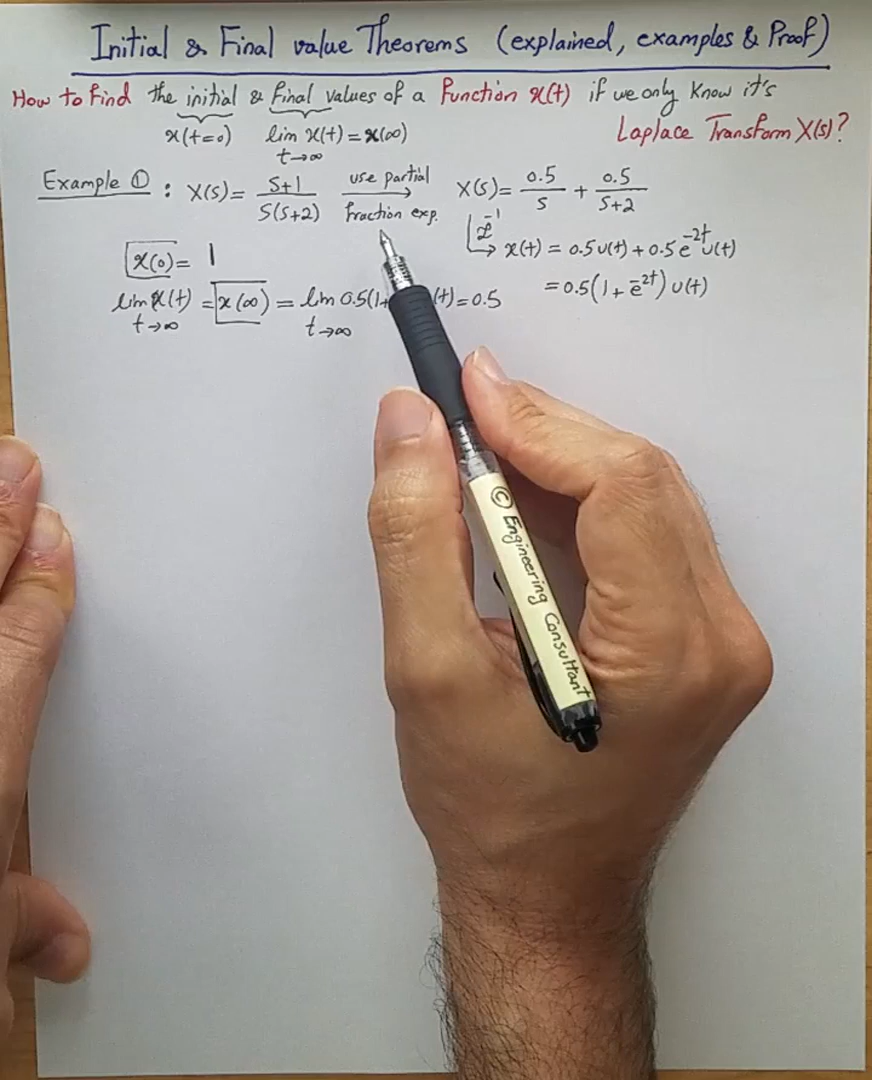 Initial & Final value Theorems (explained, examples & Proof)
How to find the initial & final values of a function x(t) if we only know it's
x(t=0) lim x(t) = x(∞) Laplace Transform X(s)?
t→∞
Example ① : X(s) = s+1 / s(s+2) use partial fraction exp. → X(s) = 0.5 / s + 0.5 / s+2
ℒ⁻¹ → x(t) = 0.5 u(t) + 0.5 e^-2t u(t)
x(0) = 1
= 0.5 (1 + e^-2t) u(t)
lim x(t) = x(∞) = lim 0.5(1+ (t) = 0.5
t→∞ t→∞
© Engineering Consultant